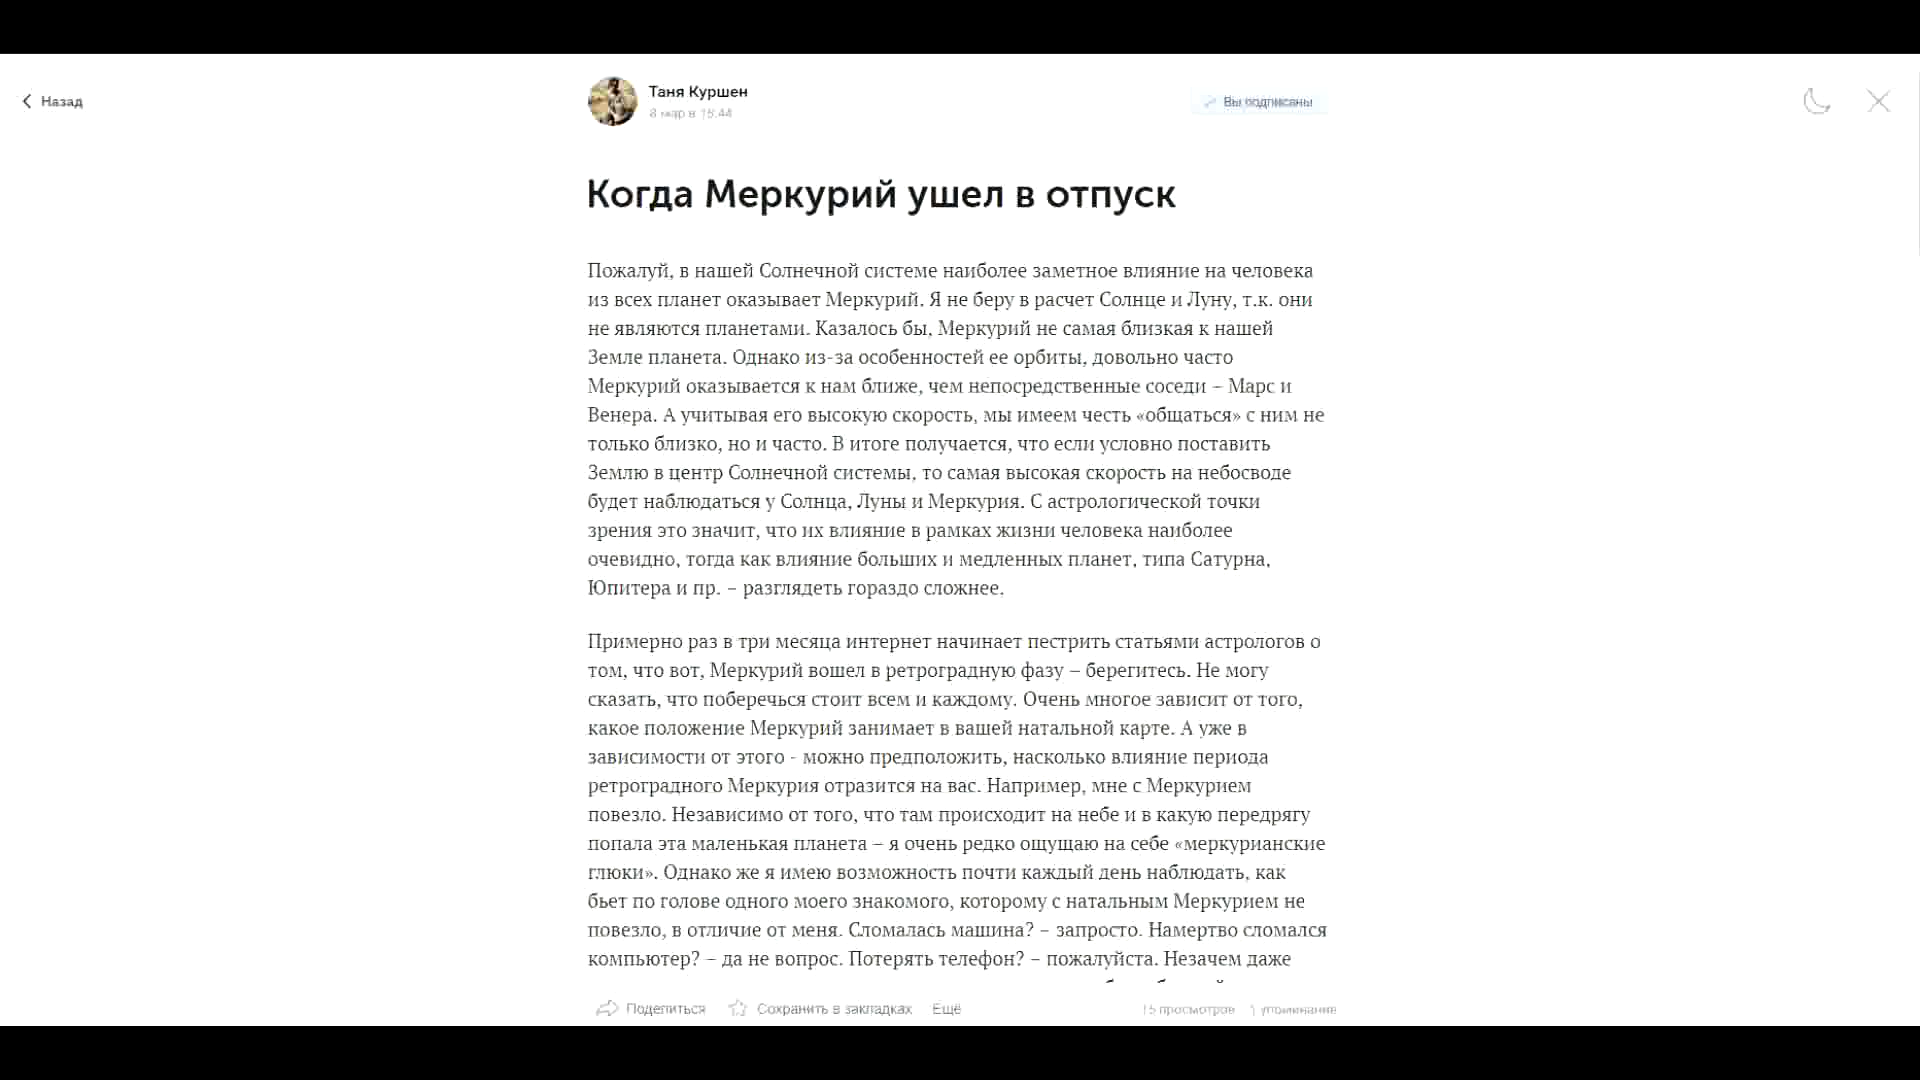 Назад
Таня Куршен
8 мар в 18:44
Вы подписаны
Когда Меркурий ушел в отпуск
Пожалуй, в нашей Солнечной системе наиболее заметное влияние на человека
из всех планет оказывает Меркурий. Я не беру в расчет Солнце и Луну, т.к. они
не являются планетами. Казалось бы, Меркурий не самая близкая к нашей
Земле планета. Однако из-за особенностей ее орбиты, довольно часто
Меркурий оказывается к нам ближе, чем непосредственные соседи – Марс и
Венера. А учитывая его высокую скорость, мы имеем честь «общаться» с ним не
только близко, но и часто. В итоге получается, что если условно поставить
Землю в центр Солнечной системы, то самая высокая скорость на небосводе
будет наблюдаться у Солнца, Луны и Меркурия. С астрологической точки
зрения это значит, что их влияние в рамках жизни человека наиболее
очевидно, тогда как влияние больших и медленных планет, типа Сатурна,
Юпитера и пр. – разглядеть гораздо сложнее.
Примерно раз в три месяца интернет начинает пестрить статьями астрологов о
том, что вот, Меркурий вошел в ретроградную фазу – берегитесь. Не могу
сказать, что поберечься стоит всем и каждому. Очень многое зависит от того,
какое положение Меркурий занимает в вашей натальной карте. А уже в
зависимости от этого - можно предположить, насколько влияние периода
ретроградного Меркурия отразится на вас. Например, мне с Меркурием
повезло. Независимо от того, что там происходит на небе и в какую передрягу
попала эта маленькая планета – я очень редко ощущаю на себе «меркурианские
глюки». Однако же я имею возможность почти каждый день наблюдать, как
бьет по голове одного моего знакомого, которому с натальным Меркурием не
повезло, в отличие от меня. Сломалась машина? – запросто. Намертво сломался
компьютер? – да не вопрос. Потерять телефон? – пожалуйста. Незачем даже
Поделиться
Сохранить в закладках
Ещё
15 просмотров
1 упоминание